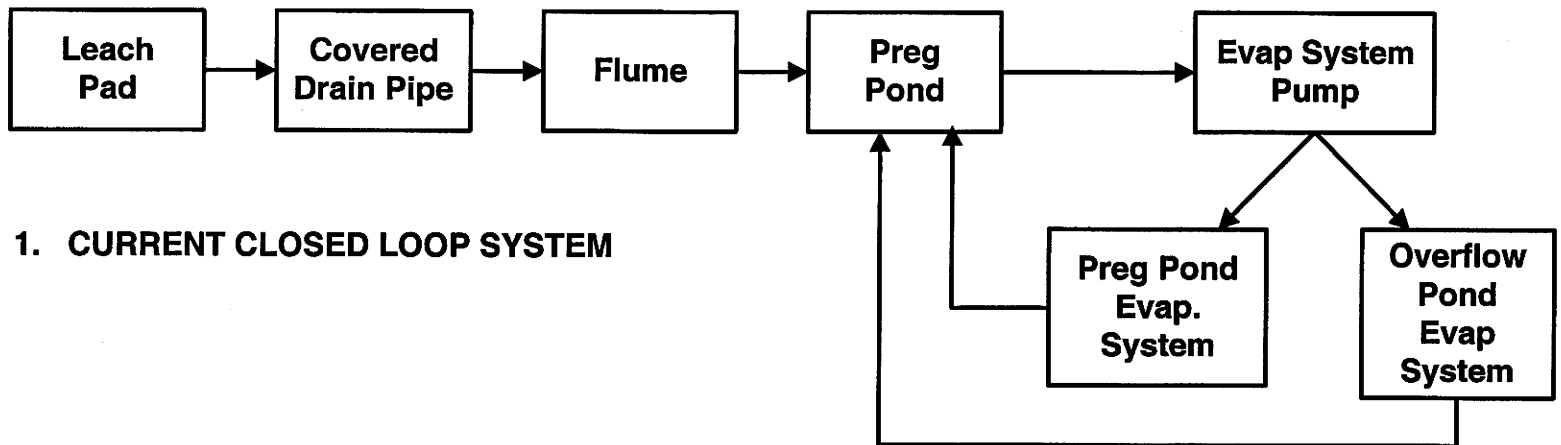 Leach
Pad
Covered
Drain Pipe
Flume
Preg
Pond
Evap System
Pump
1. CURRENT CLOSED LOOP SYSTEM
Preg Pond
Evap.
System
Overflow
Pond
Evap
System